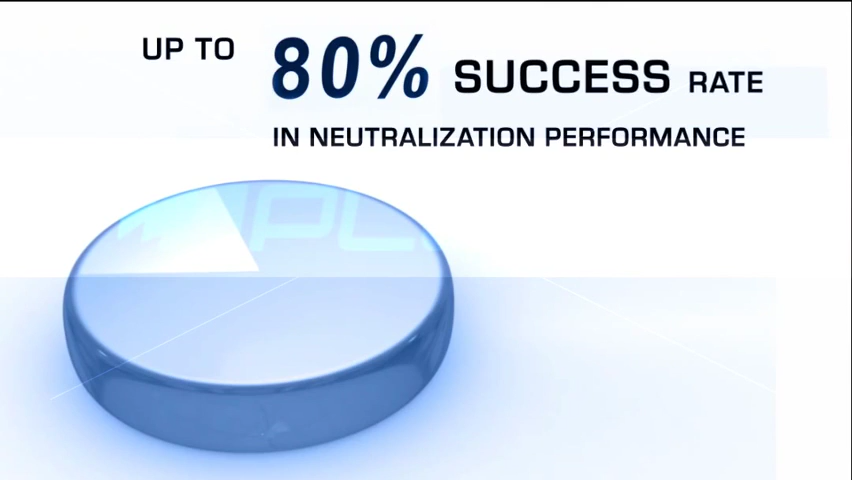 UP TO 80% SUCCESS RATE
IN NEUTRALIZATION PERFORMANCE